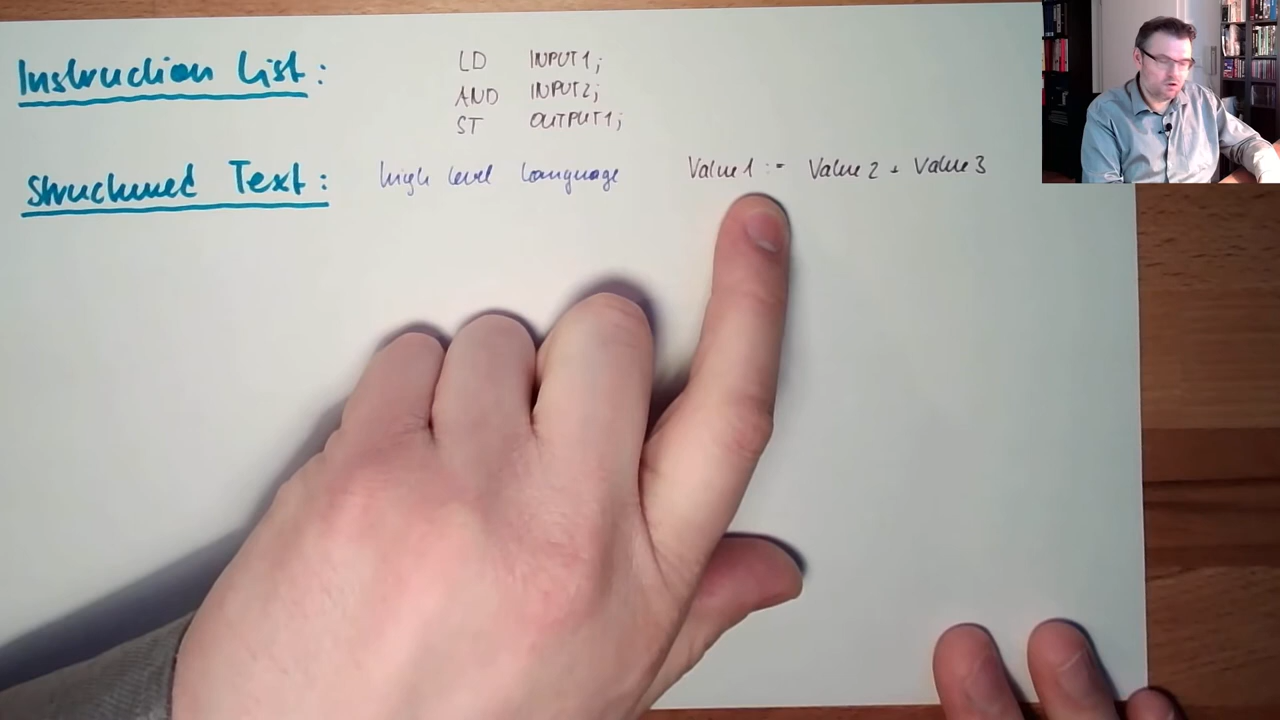 Instruction List:
LD INPUT1;
AND INPUT2;
ST OUTPUT1;
Structured Text: high level Language Value1 := Value2 + Value3